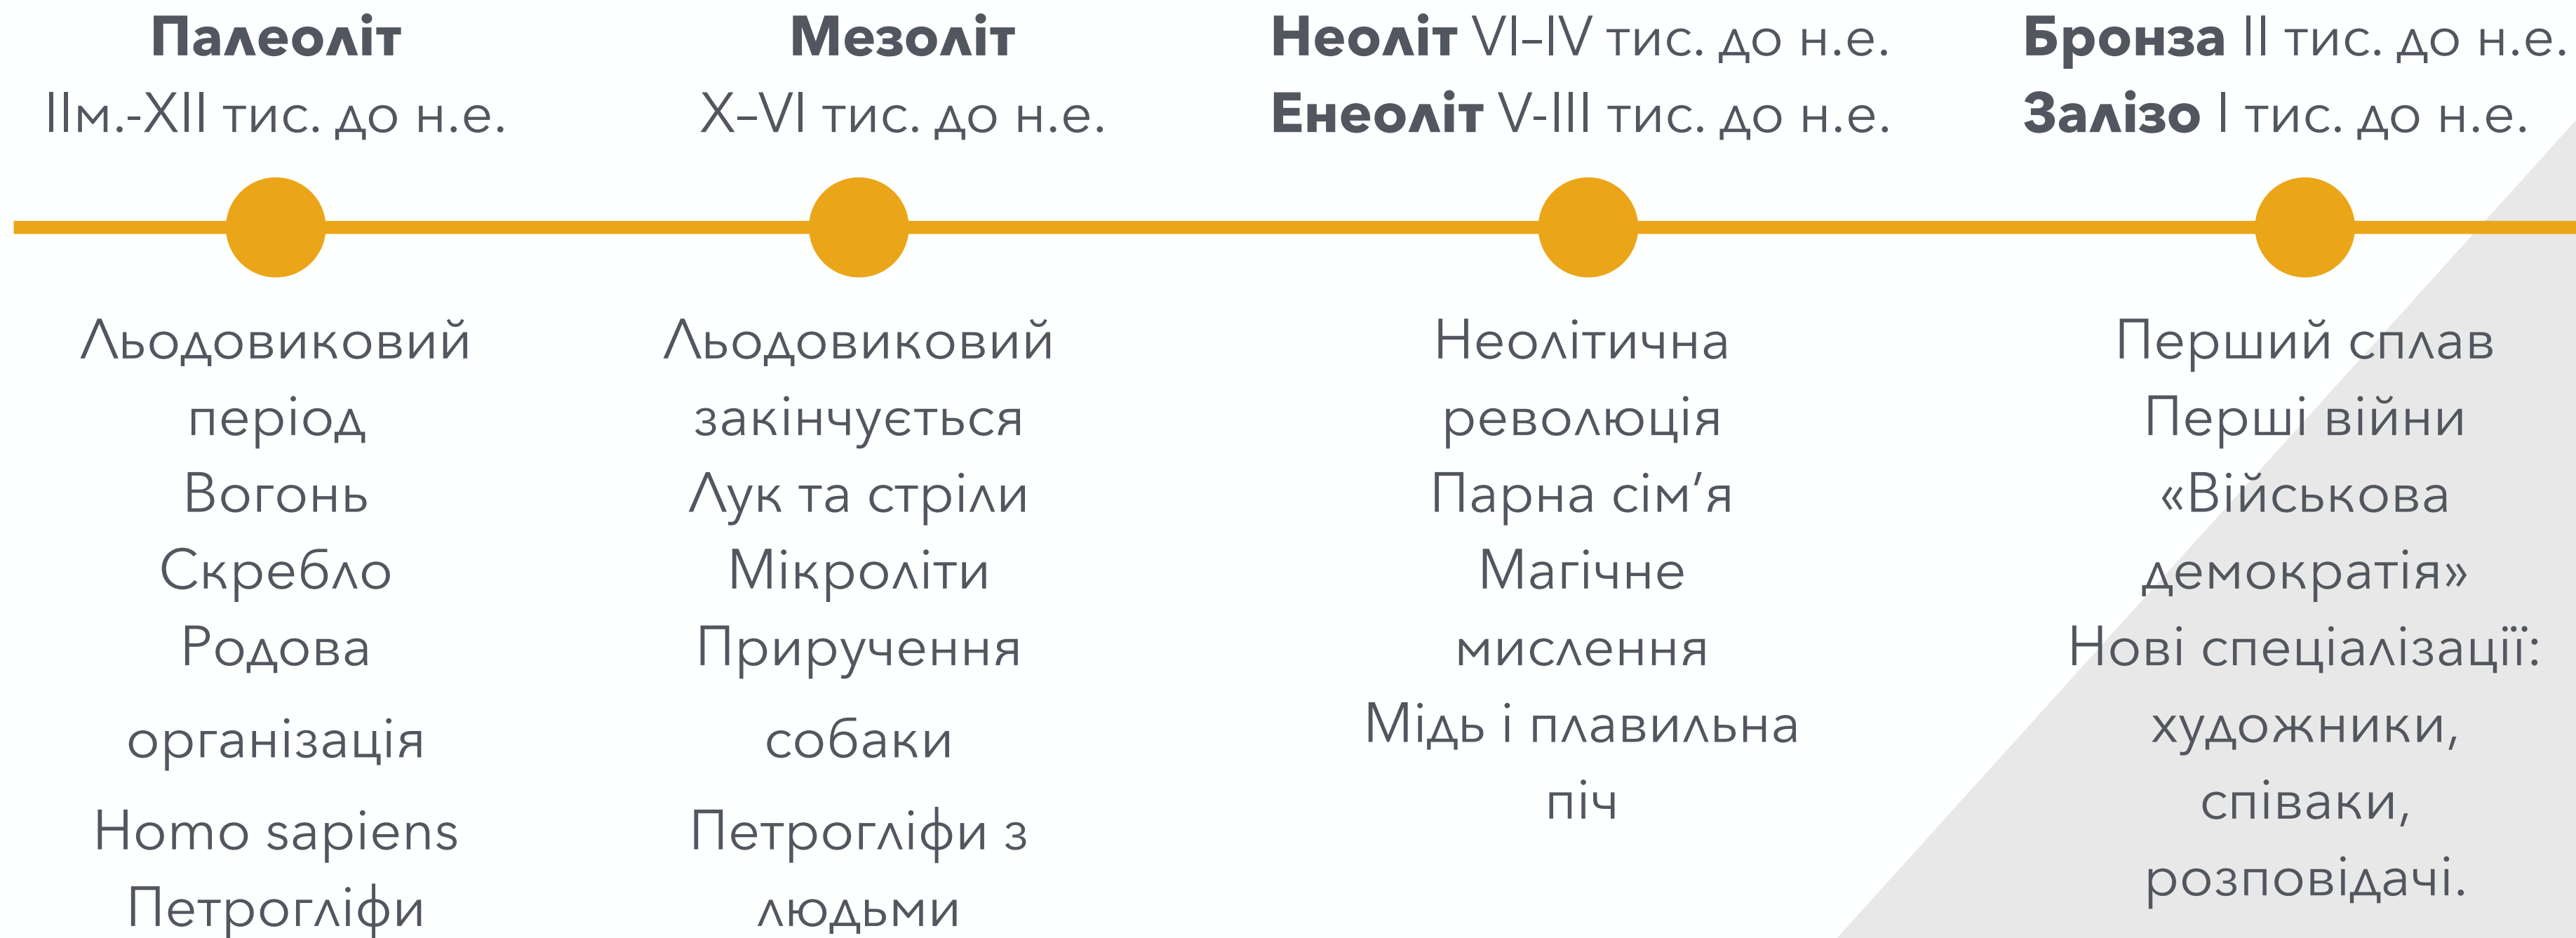 Палеоліт
IIм.-XII тис. до н.е.
Мезоліт
X–VI тис. до н.е.
Неоліт VI–IV тис. до н.е.
Енеоліт V-III тис. до н.е.
Бронза II тис. до н.е.
Залізо I тис. до н.е.
Льодовиковий
період
Вогонь
Скребло
Родова
організація
Homo sapiens
Петрогліфи
Льодовиковий
закінчується
Лук та стріли
Мікроліти
Приручення
собаки
Петрогліфи з
людьми
Неолітична
революція
Парна сім’я
Магічне
мислення
Мідь і плавильна
піч
Перший сплав
Перші війни
«Військова
демократія»
Нові спеціалізації:
художники,
співаки,
розповідачі.